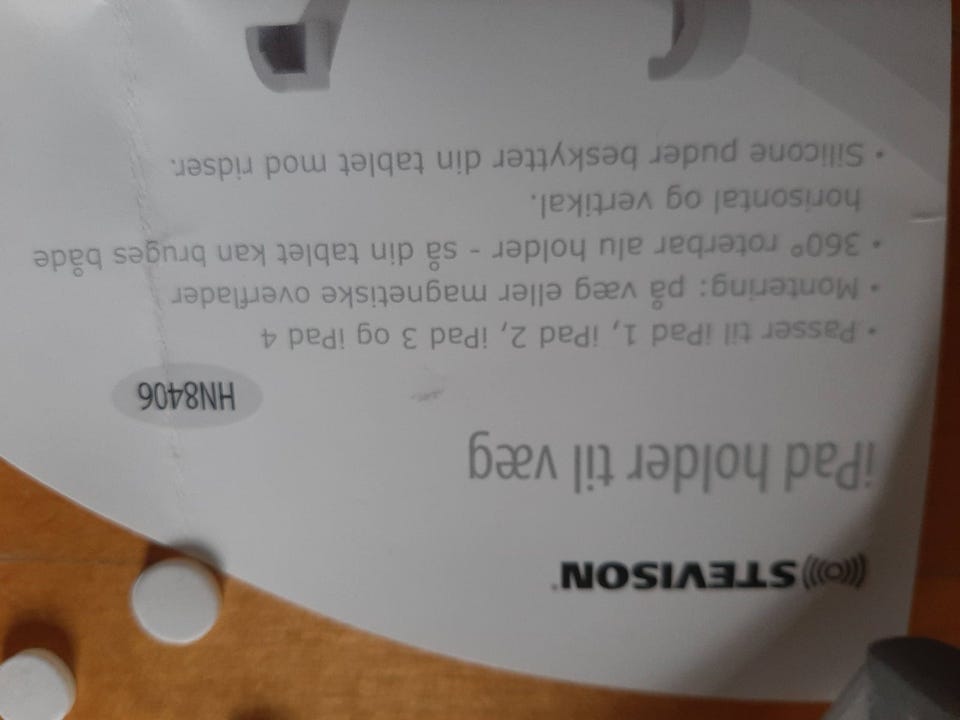 STEVISON®
iPad holder til væg
HN8406
• Passer til iPad 1, iPad 2, iPad 3 og iPad 4
• Montering: på væg eller magnetiske overflader
• 360° roterbar alu holder - så din tablet kan bruges både
horisontal og vertikal.
• Silicone puder beskytter din tablet mod ridser.